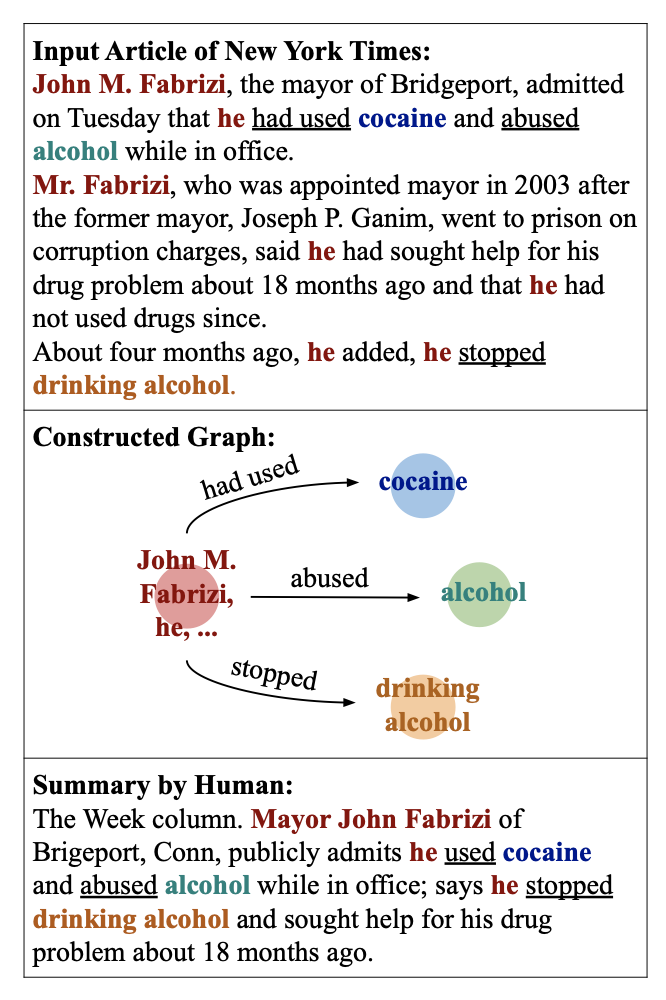 Input Article of New York Times:
John M. Fabrizi, the mayor of Bridgeport, admitted
on Tuesday that he had used cocaine and abused
alcohol while in office.
Mr. Fabrizi, who was appointed mayor in 2003 after
the former mayor, Joseph P. Ganim, went to prison on
corruption charges, said he had sought help for his
drug problem about 18 months ago and that he had
not used drugs since.
About four months ago, he added, he stopped
drinking alcohol.
Constructed Graph:
had used
cocaine
John M.
Fabrizi,
he, ...
abused
alcohol
stopped
drinking
alcohol
Summary by Human:
The Week column. Mayor John Fabrizi of
Brigeport, Conn, publicly admits he used cocaine
and abused alcohol while in office; says he stopped
drinking alcohol and sought help for his drug
problem about 18 months ago.